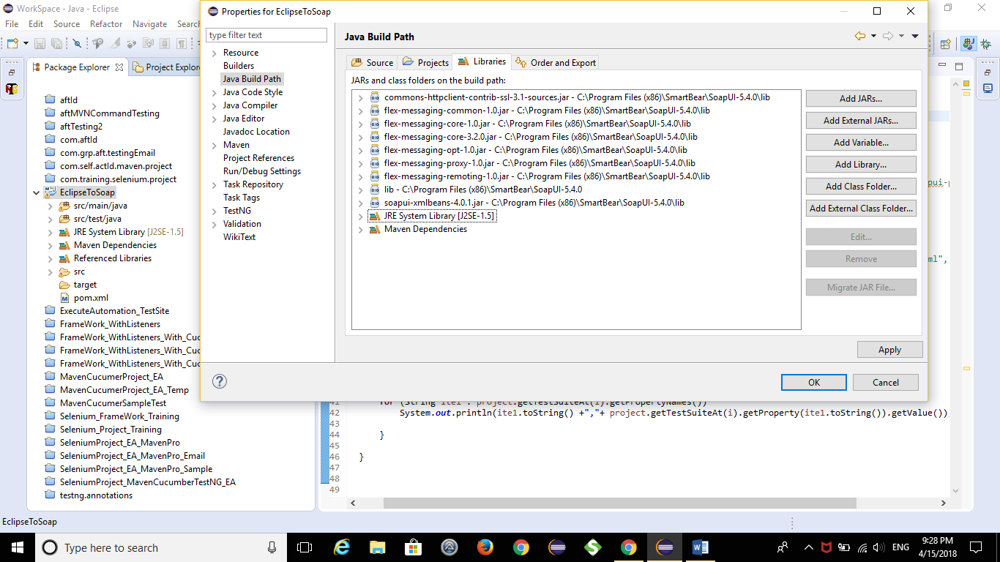 WorkSpace - Java - Eclipse
File Edit Source Refactor Navigate Search
Package Explorer
Project Explor
aftId
aftMVNCommandTesting
aftTesting2
com.aftId
com.grp.aft.testingEmail
com.self.actId.maven.project
com.training.selenium.project
EclipseToSoap
src/main/java
src/test/java
JRE System Library [J2SE-1.5]
Maven Dependencies
Referenced Libraries
src
target
pom.xml
ExecuteAutomation_TestSite
FrameWork_WithListeners
FrameWork_WithListeners_With_Cuc
FrameWork_WithListeners_With_Cuc
FrameWork_WithListeners_With_Cuc
MavenCucumerProject_EA
MavenCucumerProject_EA_Temp
MavenCucumerSampleTest
Selenium_FrameWork_Training
Selenium_Project_Training
SeleniumProject_EA_MavenPro
SeleniumProject_EA_MavenPro_Email
SeleniumProject_EA_MavenPro_Sample
SeleniumProject_MavenCucumberTestNG_EA
testng.annotations
Properties for EclipseToSoap
type filter text
Resource
Builders
Java Build Path
Java Code Style
Java Compiler
Java Editor
Javadoc Location
Maven
Project References
Run/Debug Settings
Task Repository
Task Tags
TestNG
Validation
WikiText
Java Build Path
Source Projects Libraries Order and Export
JARs and class folders on the build path:
commons-httpclient-contrib-ssl-3.1-sources.jar - C:\Program Files (x86)\SmartBear\SoapUI-5.4.0\lib
flex-messaging-common-1.0.jar - C:\Program Files (x86)\SmartBear\SoapUI-5.4.0\lib
flex-messaging-core-1.0.jar - C:\Program Files (x86)\SmartBear\SoapUI-5.4.0\lib
flex-messaging-core-3.2.0.jar - C:\Program Files (x86)\SmartBear\SoapUI-5.4.0\lib
flex-messaging-opt-1.0.jar - C:\Program Files (x86)\SmartBear\SoapUI-5.4.0\lib
flex-messaging-proxy-1.0.jar - C:\Program Files (x86)\SmartBear\SoapUI-5.4.0\lib
flex-messaging-remoting-1.0.jar - C:\Program Files (x86)\SmartBear\SoapUI-5.4.0\lib
lib - C:\Program Files (x86)\SmartBear\SoapUI-5.4.0
soapui-xmlbeans-4.0.1.jar - C:\Program Files (x86)\SmartBear\SoapUI-5.4.0\lib
JRE System Library [J2SE-1.5]
Maven Dependencies
Add JARs...
Add External JARs...
Add Variable...
Add Library...
Add Class Folder...
Add External Class Folder...
Edit...
Remove
Migrate JAR File...
Apply
OK
Cancel
pui-p
ml",
41 for (String ite1 : project.getTestSuiteAt(i).getPropertyNames())
42 System.out.println(ite1.toString() +","+ project.getTestSuiteAt(i).getProperty(ite1.toString()).getValue())
43
44 }
45
46 }
47
48
49
EclipseToSoap
Type here to search
ENG
9:28 PM
4/15/2018